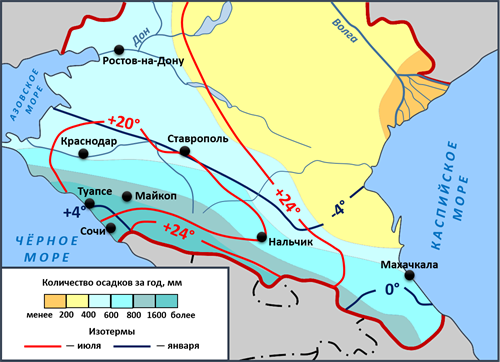 Дон
Волга
Ростов-на-Дону
АЗОВСКОЕ
МОРЕ
+20°
Краснодар
Ставрополь
КАСПИЙСКОЕ
МОРЕ
Туапсе
Майкоп
+24°
-4°
+4°
Сочи
+24°
Нальчик
ЧЁРНОЕ
МОРЕ
Махачкала
0°
Количество осадков за год, мм
менее 200 400 600 800 1600 более
Изотермы
– июля – января